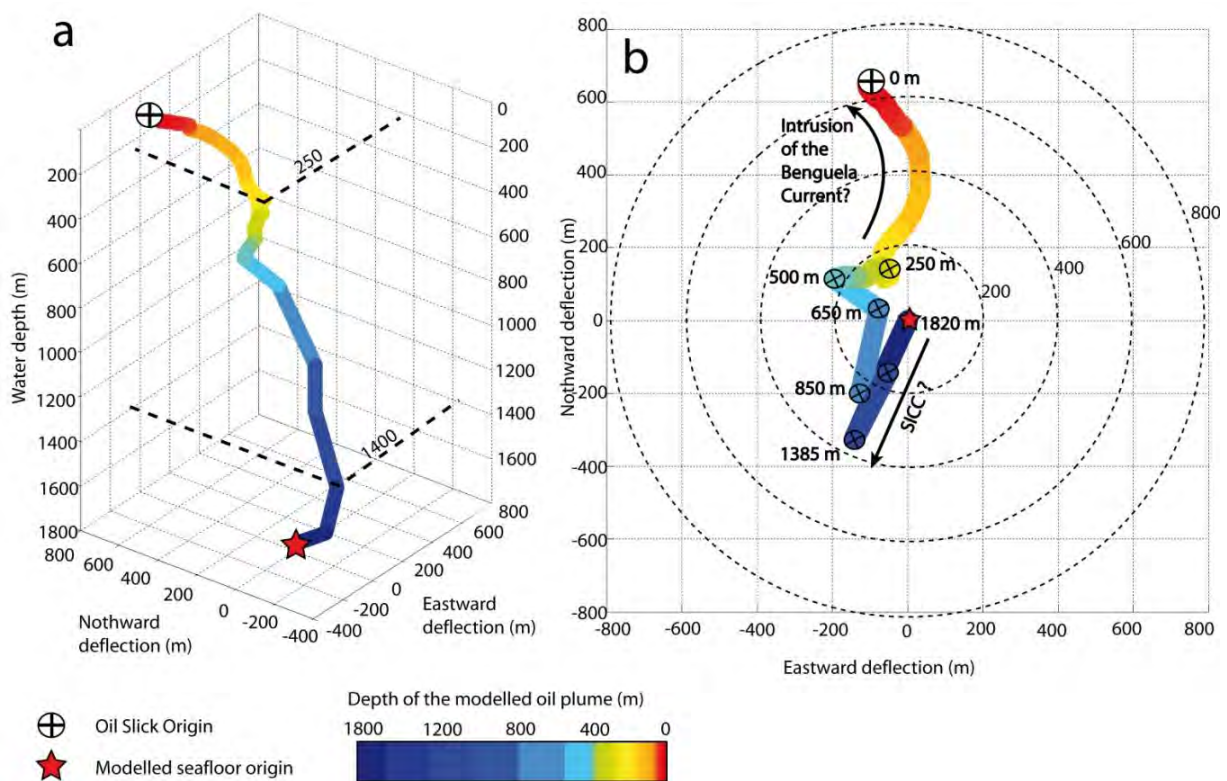 a
0
200
400
600
800
1000
1200
1400
1600
250
200
400
600
800
1000
1200
1400
1600
1800
Water depth (m)
1400
800
600
400
200
0
-200
-400
Nothward
deflection (m)
-400
-200
0
200
400
600
800
Eastward
deflection (m)
b
800
600
400
200
0
-200
-400
-600
-800
Nothward deflection (m)
0 m
Intrusion
of the
Benguela
Current?
800
600
400
200
250 m
500 m
650 m
1820 m
850 m
SICC ?
1385 m
-800
-600
-400
-200
0
200
400
600
800
Eastward deflection (m)
Oil Slick Origin
Modelled seafloor origin
Depth of the modelled oil plume (m)
1800
1200
800
400
0